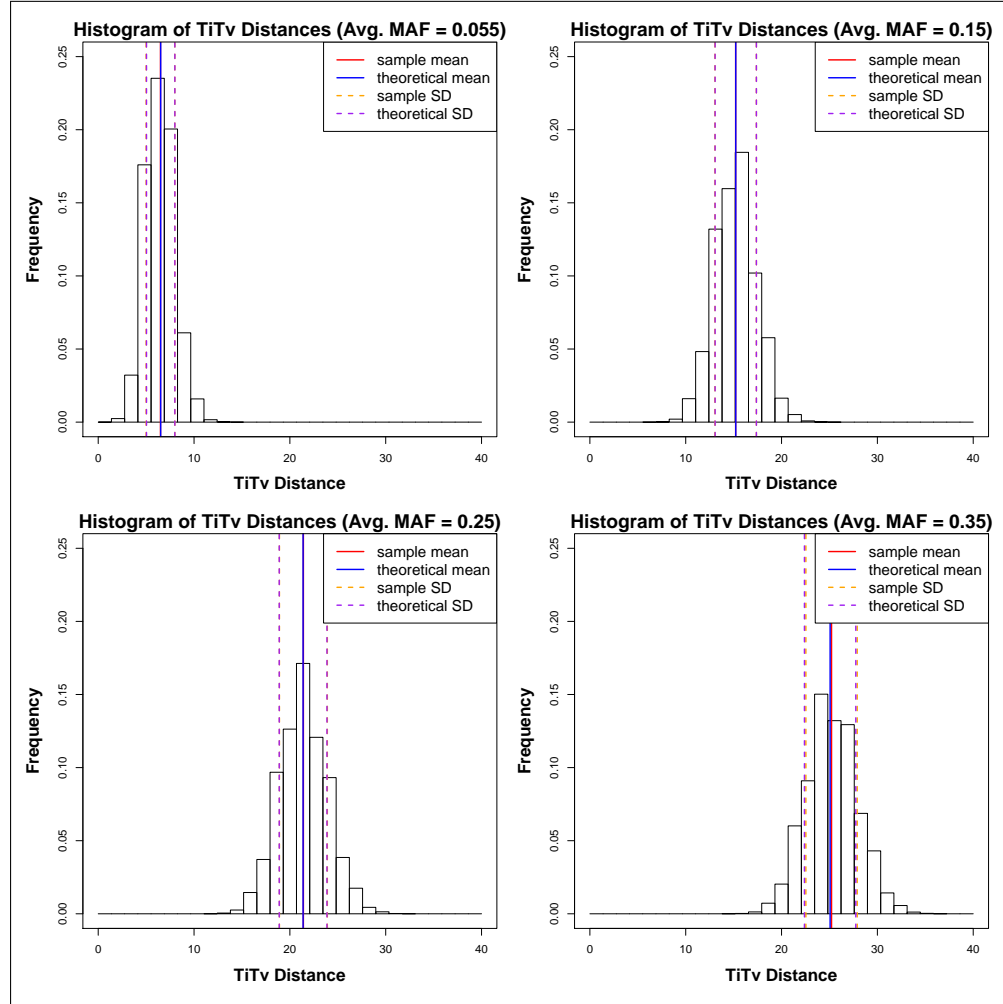 Histogram of TiTv Distances (Avg. MAF = 0.055)
sample mean
theoretical mean
sample SD
theoretical SD
Frequency
0.00
0.05
0.10
0.15
0.20
0.25
0
10
20
30
40
TiTv Distance
Histogram of TiTv Distances (Avg. MAF = 0.15)
sample mean
theoretical mean
sample SD
theoretical SD
Frequency
0.00
0.05
0.10
0.15
0.20
0.25
0
10
20
30
40
TiTv Distance
Histogram of TiTv Distances (Avg. MAF = 0.25)
sample mean
theoretical mean
sample SD
theoretical SD
Frequency
0.00
0.05
0.10
0.15
0.20
0.25
0
10
20
30
40
TiTv Distance
Histogram of TiTv Distances (Avg. MAF = 0.35)
sample mean
theoretical mean
sample SD
theoretical SD
Frequency
0.00
0.05
0.10
0.15
0.20
0.25
0
10
20
30
40
TiTv Distance